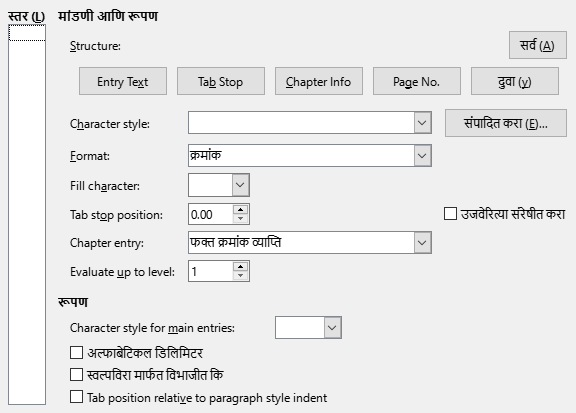 स्तर (L) मांडणी आणि रूपण
Structure: सर्व (A)
Entry Text Tab Stop Chapter Info Page No. दुवा (y)
Character style: संपादित करा (E)...
Format: क्रमांक
Fill character:
Tab stop position: 0.00 उजवेरित्या संरेषीत करा
Chapter entry: फक्त क्रमांक व्याप्ति
Evaluate up to level: 1
रूपण
Character style for main entries:
अल्फाबेटिकल डिलिमिटर
स्वल्पविरा मार्फत विभाजीत कि
Tab position relative to paragraph style indent